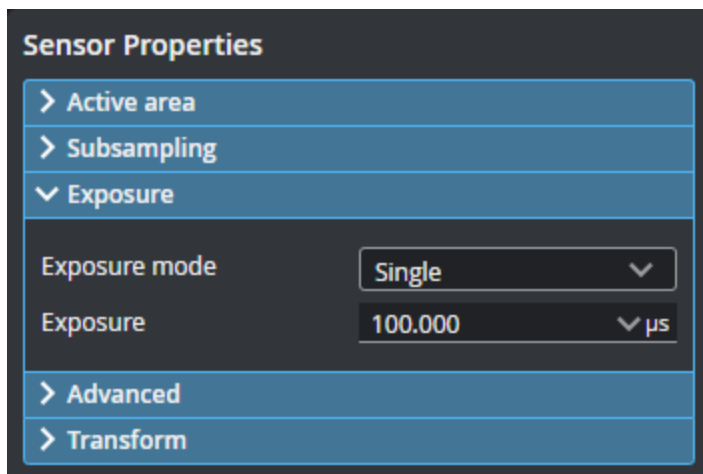 Sensor Properties
Active area
Subsampling
Exposure
Exposure mode Single
Exposure 100.000 µs
Advanced
Transform